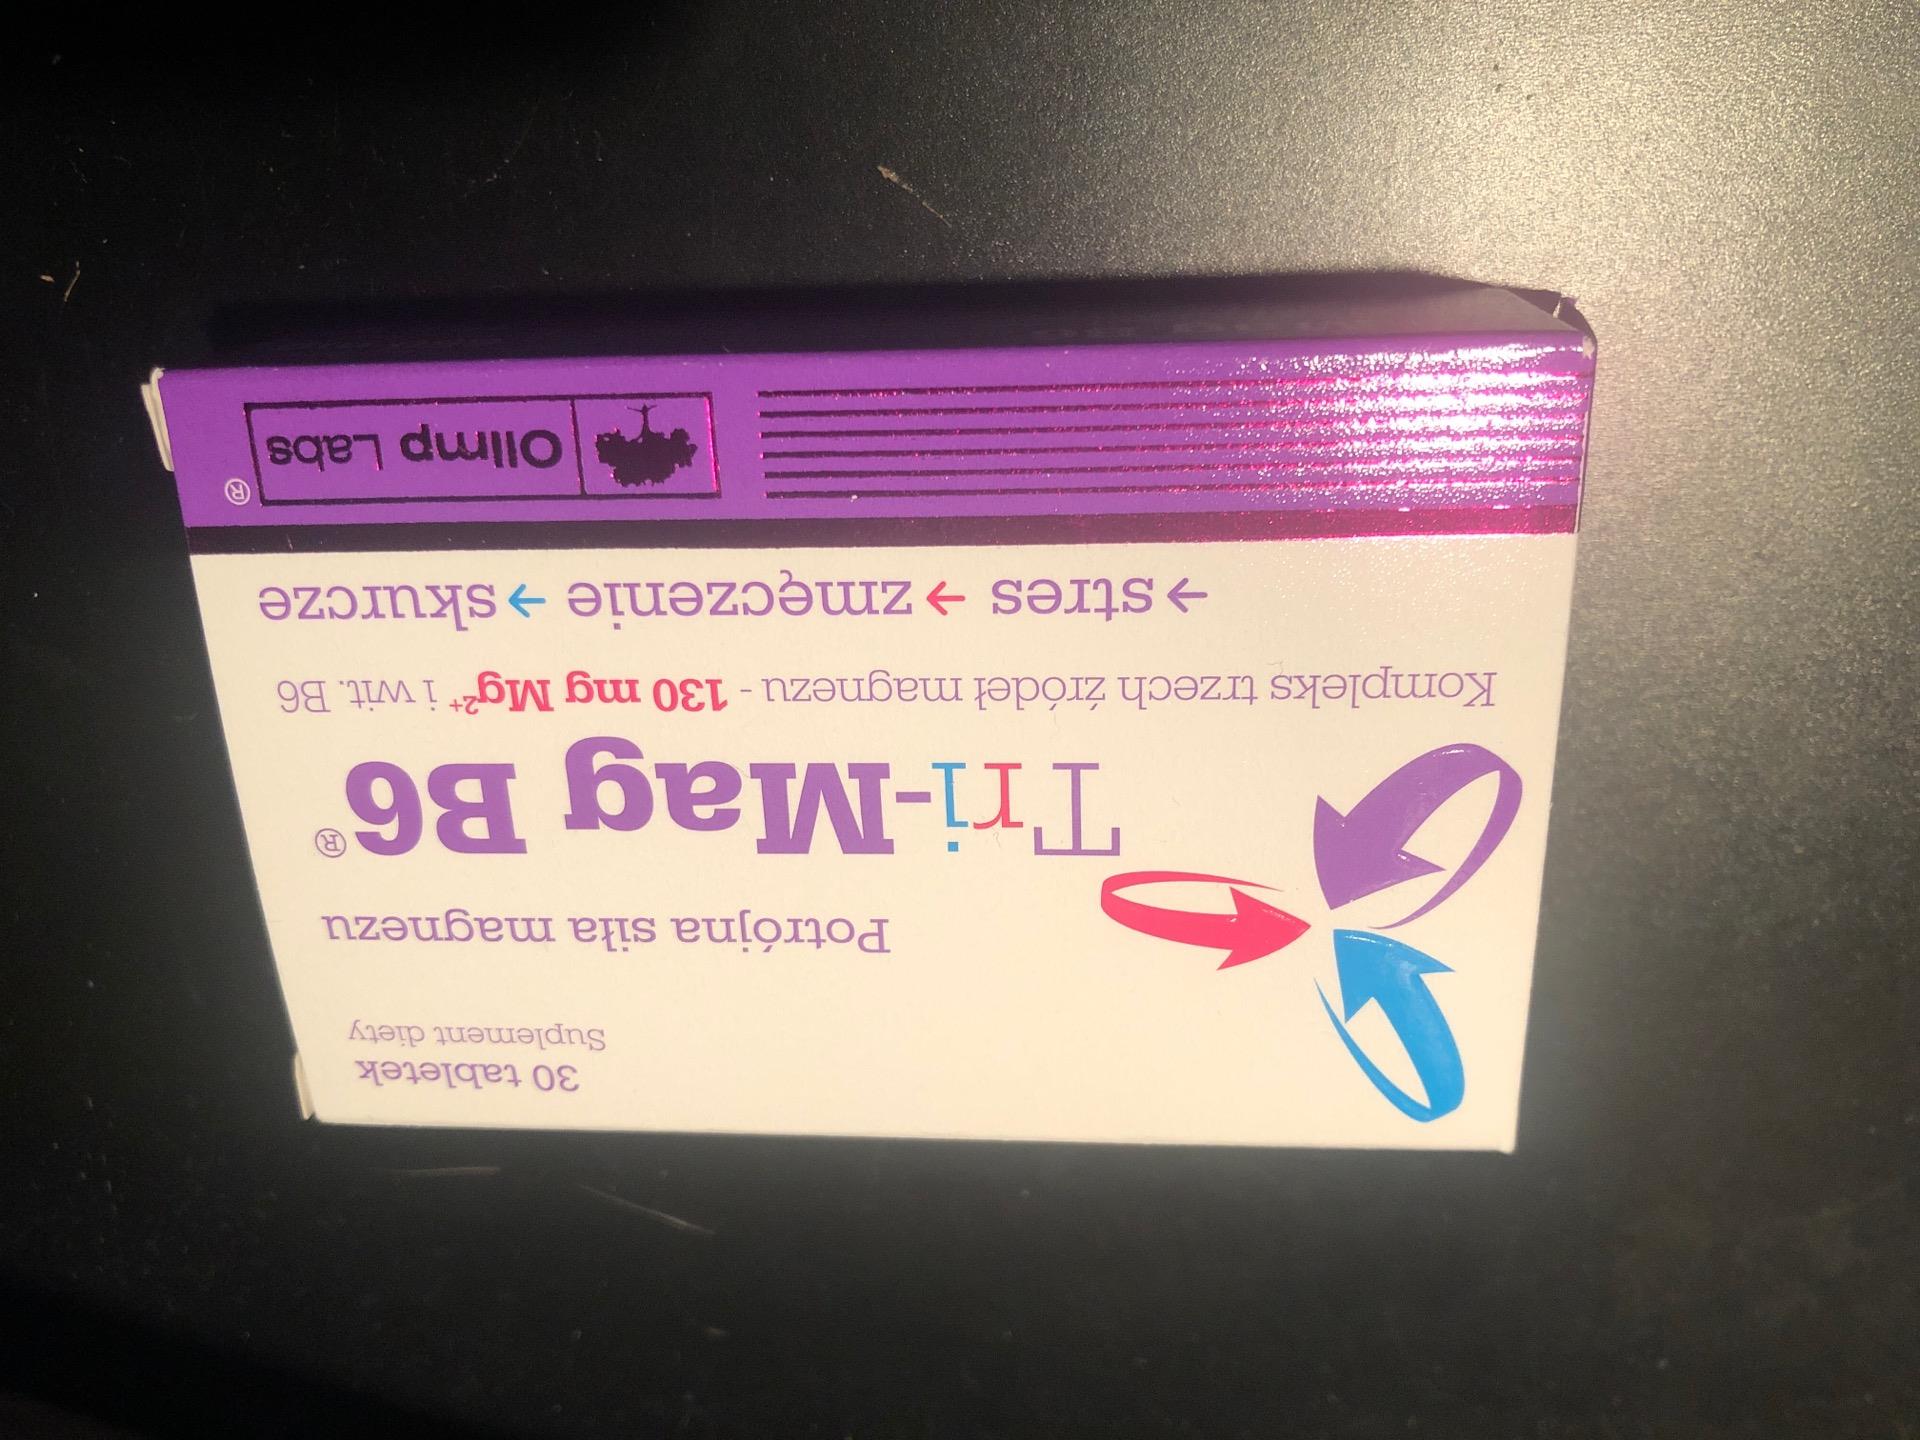 30 tabletek
Suplement diety
Potrójna siła magnezu
Tri-Mag B6®
Kompleks trzech źródeł magnezu - 130 mg Mg²⁺ i wit. B6
→ stres → zmęczenie → skurcze
Olimp Labs
®